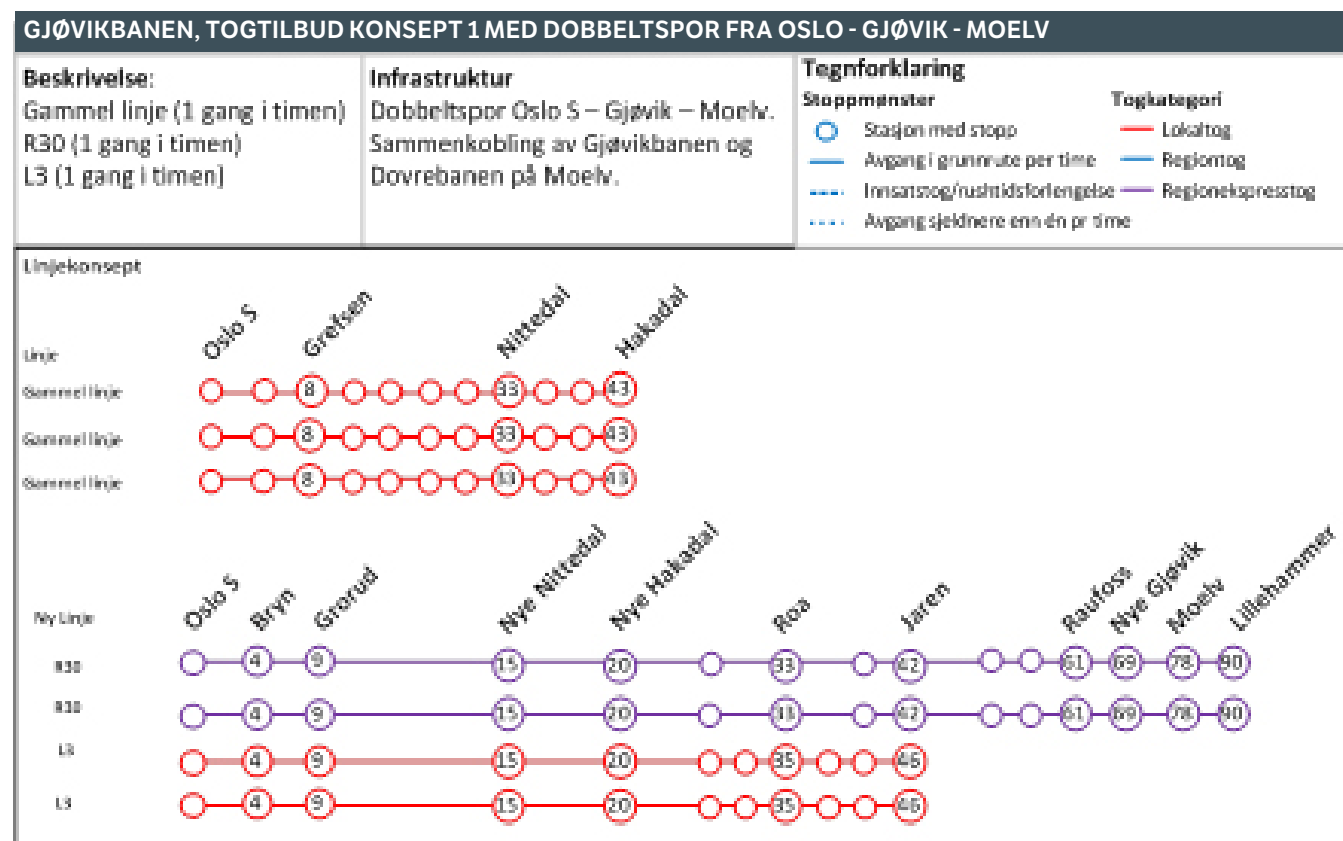 GJØVIKBANEN, TOGTILBUD KONSEPT 1 MED DOBBELTSPOR FRA OSLO - GJØVIK - MOELV
Beskrivelse:
Gammel linje (1 gang i timen)
R30 (1 gang i timen)
L3 (1 gang i timen)
Infrastruktur
Dobbeltspor Oslo S – Gjøvik – Moelv.
Sammenkobling av Gjøvikbanen og
Dovrebanen på Moelv.
Tegnforklaring
Stoppmønster
Stasjon med stopp
Avgang i grunnrute per time
Innsatstog/rushtidsforlengelse
Avgang sjeldnere enn én pr time
Togkategori
Lokaltog
Regiontog
Regionekspresstog
Linjekonsept
Linje
Oslo S Grefsen Nittedal Hakadal
Gammel linje 8 33 43
Gammel linje 8 33 43
Gammel linje 8 33 43
Ny Linje
Oslo S Bryn Grorud Nye Nittedal Nye Hakadal Roa Jaren Raufoss Nye Gjøvik Moelv Lillehammer
R30 4 9 15 20 33 42 61 69 78 90
R30 4 9 15 20 33 42 61 69 78 90
L3 4 9 15 20 35 46
L3 4 9 15 20 35 46